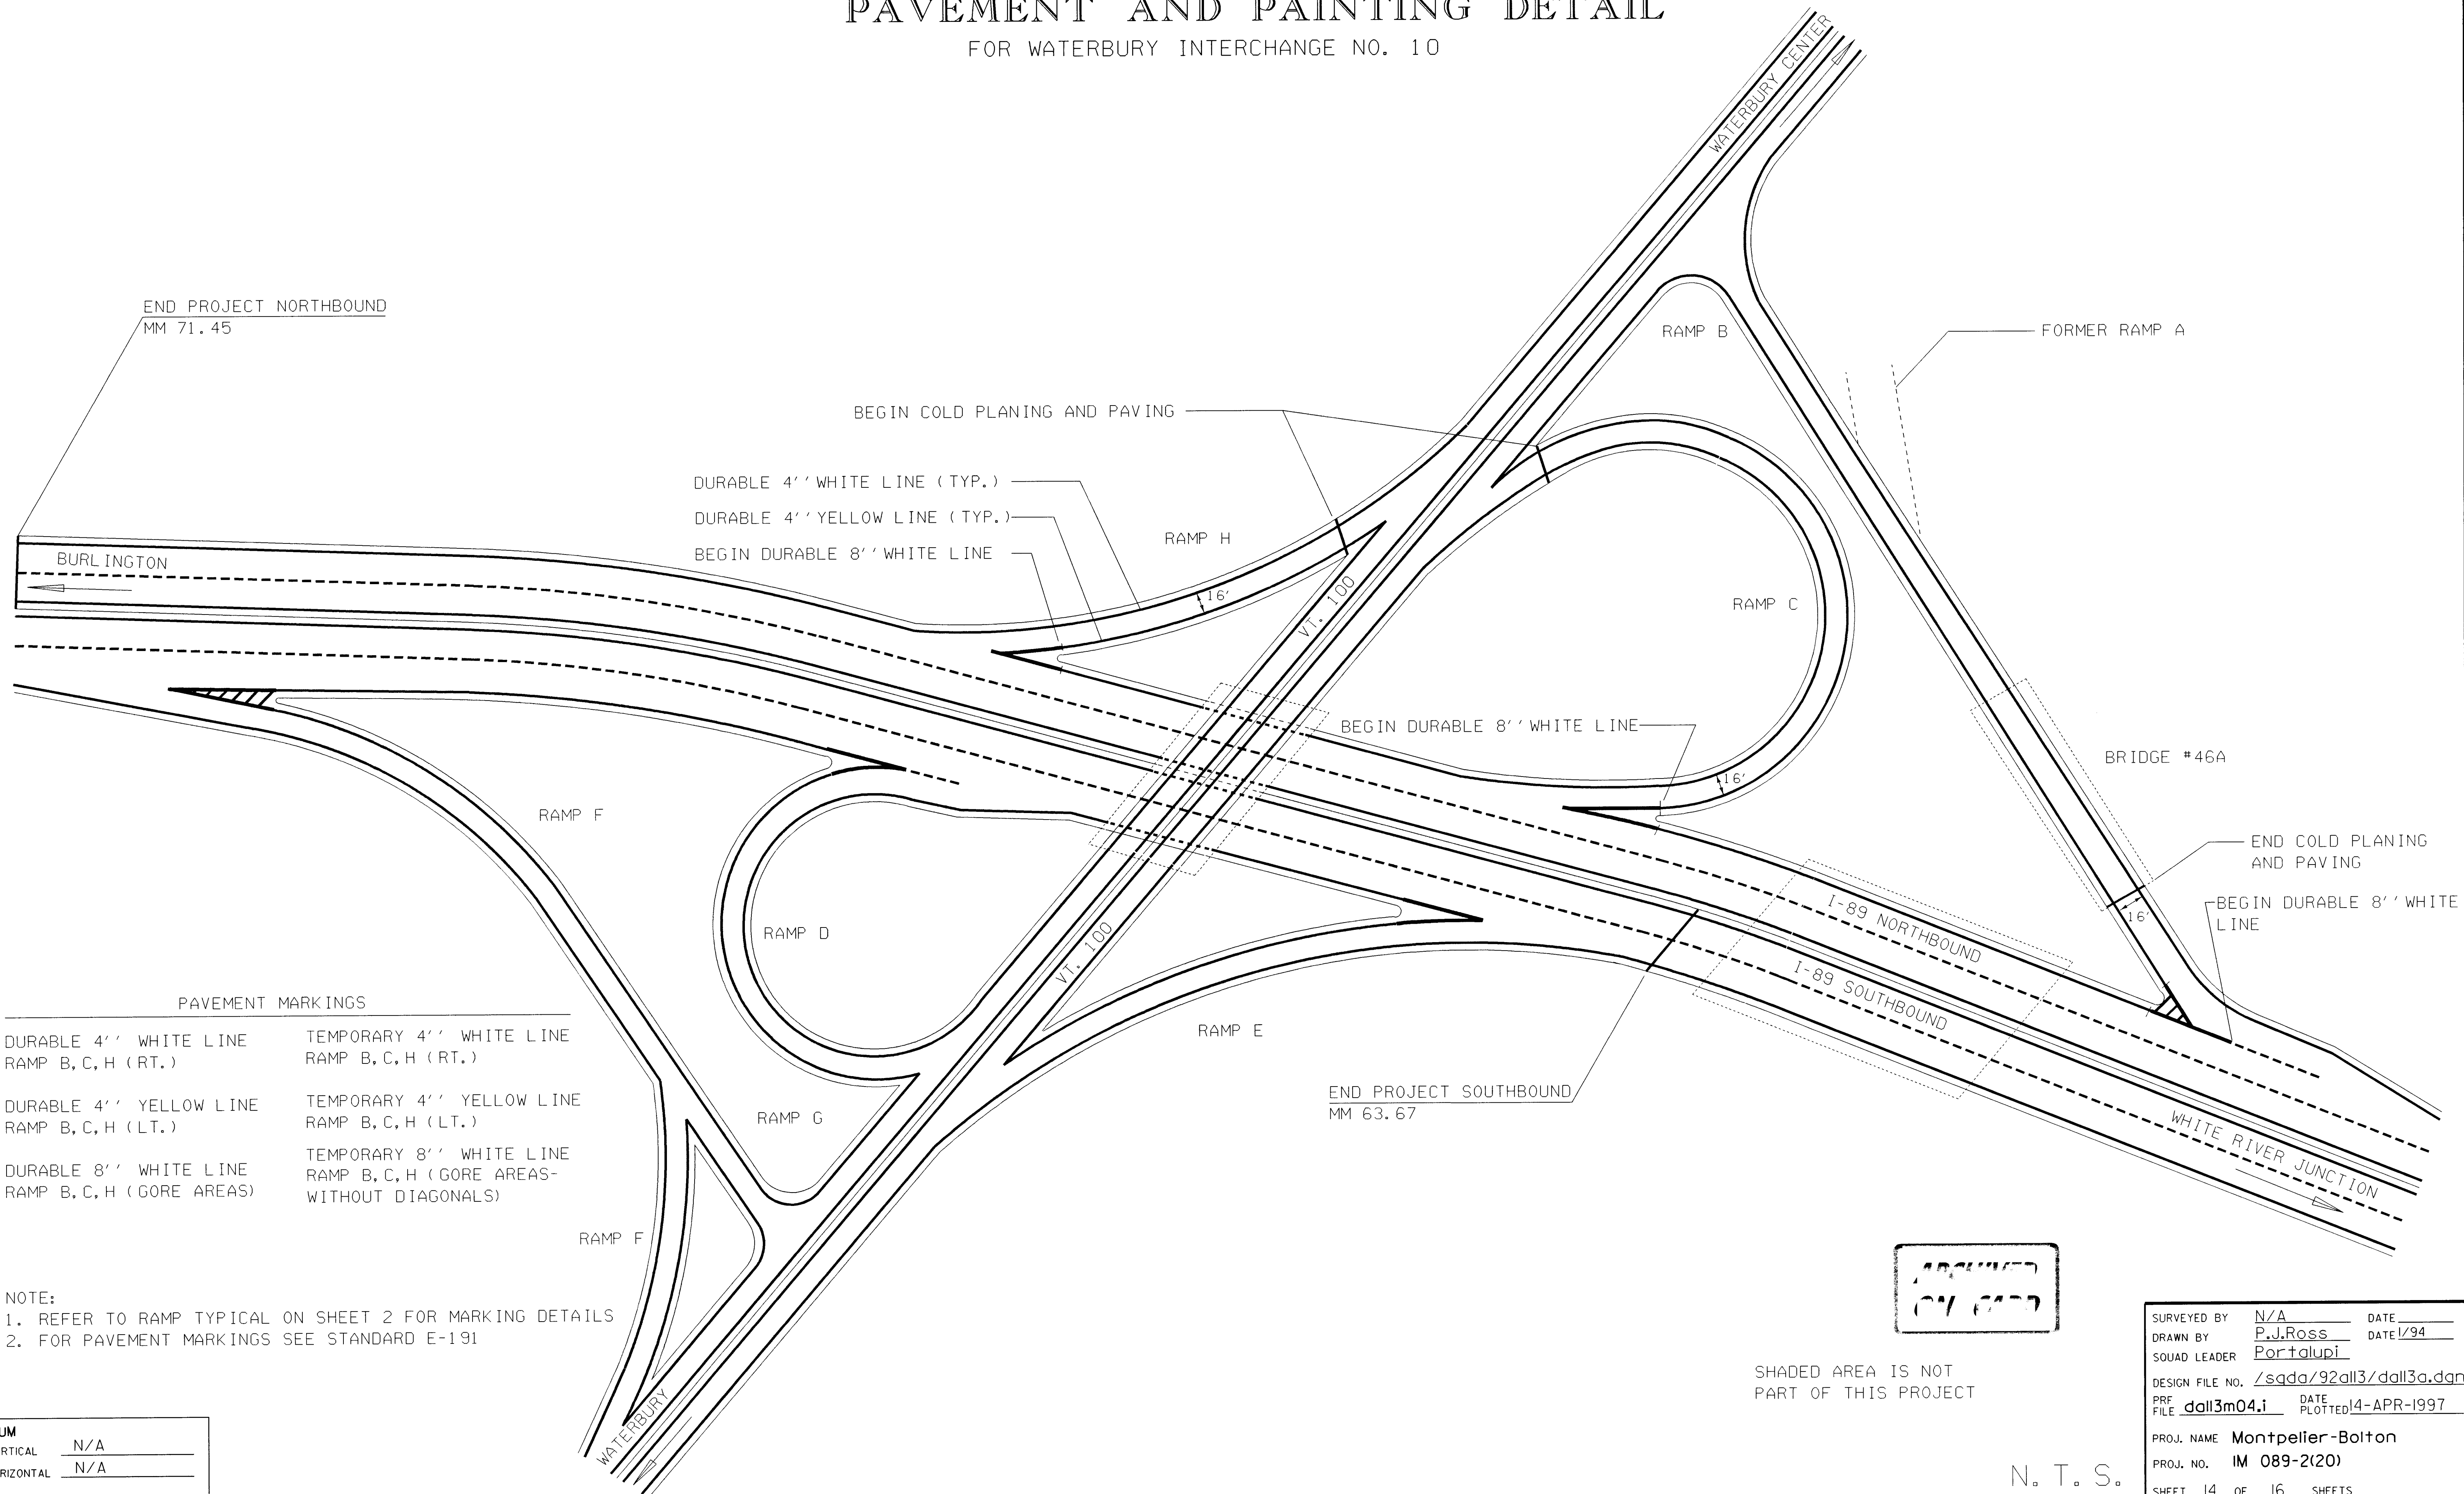 PAVEMENT AND PAINTING DETAIL
FOR WATERBURY INTERCHANGE NO. 10
WATERBURY CENTER
END PROJECT NORTHBOUND
MM 71.45
RAMP B
FORMER RAMP A
BEGIN COLD PLANING AND PAVING
DURABLE 4'' WHITE LINE (TYP.)
DURABLE 4'' YELLOW LINE (TYP.)
BEGIN DURABLE 8'' WHITE LINE
RAMP H
BURLINGTON
16'
VT. 100
RAMP C
BEGIN DURABLE 8'' WHITE LINE
16'
BRIDGE #46A
RAMP F
END COLD PLANING
AND PAVING
16'
BEGIN DURABLE 8'' WHITE
LINE
I-89 NORTHBOUND
I-89 SOUTHBOUND
RAMP D
VT. 100
RAMP E
END PROJECT SOUTHBOUND
MM 63.67
RAMP G
WHITE RIVER JUNCTION
PAVEMENT MARKINGS
DURABLE 4'' WHITE LINE
RAMP B, C, H (RT.)
TEMPORARY 4'' WHITE LINE
RAMP B, C, H (RT.)
DURABLE 4'' YELLOW LINE
RAMP B, C, H (LT.)
TEMPORARY 4'' YELLOW LINE
RAMP B, C, H (LT.)
DURABLE 8'' WHITE LINE
RAMP B, C, H (GORE AREAS)
TEMPORARY 8'' WHITE LINE
RAMP B, C, H (GORE AREAS-
WITHOUT DIAGONALS)
RAMP F
NOTE:
1. REFER TO RAMP TYPICAL ON SHEET 2 FOR MARKING DETAILS
2. FOR PAVEMENT MARKINGS SEE STANDARD E-191
WATERBURY
SHADED AREA IS NOT
PART OF THIS PROJECT
UM
RTICAL N/A
RIZONTAL N/A
N. T. S.
SURVEYED BY N/A DATE
DRAWN BY P.J.Ross DATE 1/94
SQUAD LEADER Portalupi
DESIGN FILE NO. /sqda/92all3/dall3a.dgn
PRF FILE dall3m04.i DATE PLOTTED 14-APR-1997
PROJ. NAME Montpelier-Bolton
PROJ. NO. IM 089-2(20)
SHEET 14 OF 16 SHEETS